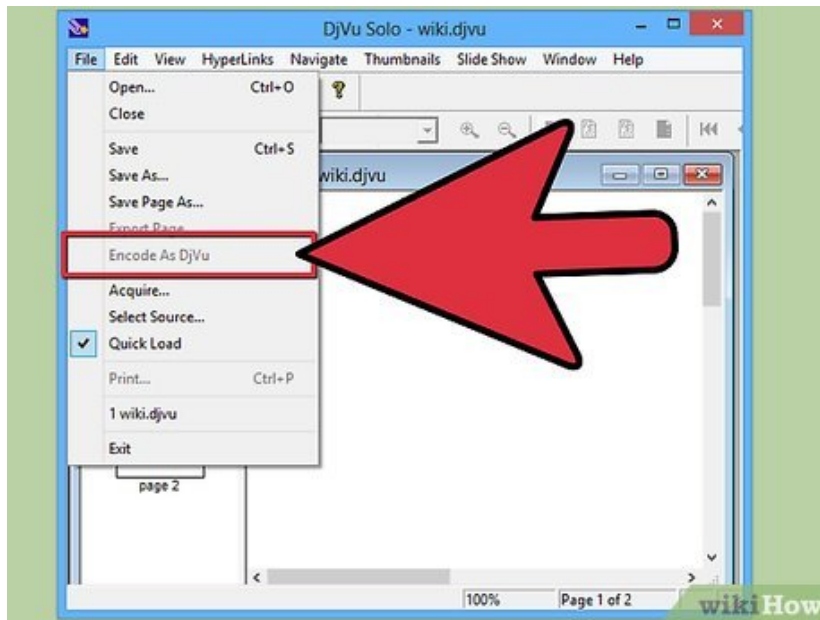 DjVu Solo - wiki.djvu
File Edit View HyperLinks Navigate Thumbnails Slide Show Window Help
Open... Ctrl+O
Close
Save Ctrl+S
Save As...
Save Page As...
Export Page...
Encode As DjVu
Acquire...
Select Source...
Quick Load
Print... Ctrl+P
1 wiki.djvu
Exit
wiki.djvu
page 2
100% Page 1 of 2
wikiHow